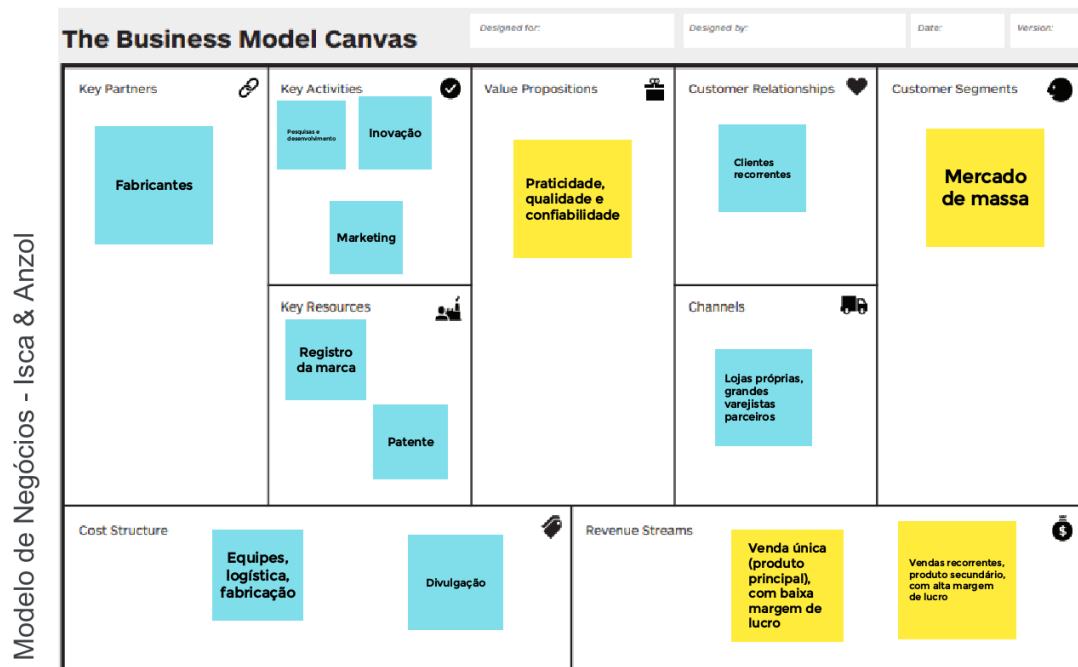 The Business Model Canvas
Designed for:
Designed by:
Date:
Version:
Modelo de Negócios - Isca & Anzol
Key Partners
Fabricantes
Key Activities
Pesquisas e
desenvolvimento
Inovação
Marketing
Key Resources
Registro
da marca
Patente
Value Propositions
Praticidade,
qualidade e
confiabilidade
Customer Relationships
Clientes
recorrentes
Channels
Lojas próprias,
grandes
varejistas
parceiros
Customer Segments
Mercado
de massa
Cost Structure
Equipes,
logística,
fabricação
Divulgação
Revenue Streams
Venda única
(produto
principal),
com baixa
margem de
lucro
Vendas recorrentes,
produto secundário,
com alta margem
de lucro